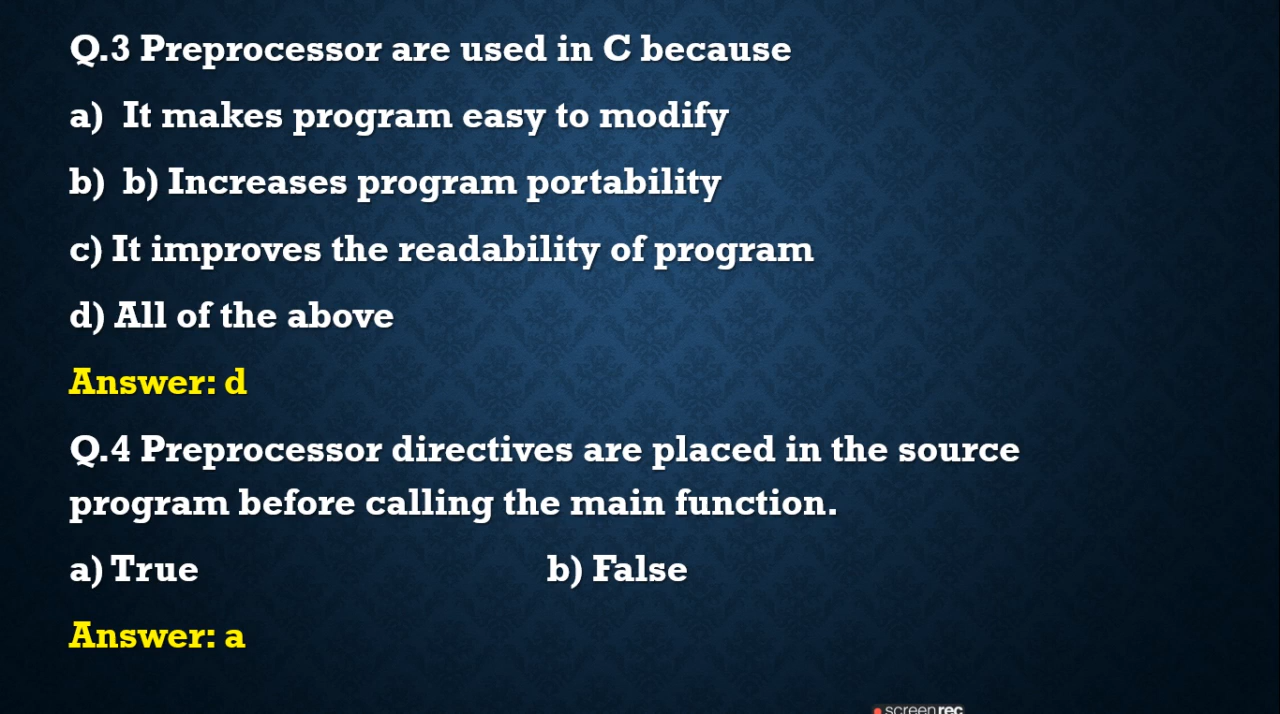 Q.3 Preprocessor are used in C because
a) It makes program easy to modify
b) b) Increases program portability
c) It improves the readability of program
d) All of the above
Answer: d
Q.4 Preprocessor directives are placed in the source
program before calling the main function.
a) True b) False
Answer: a
screenrec